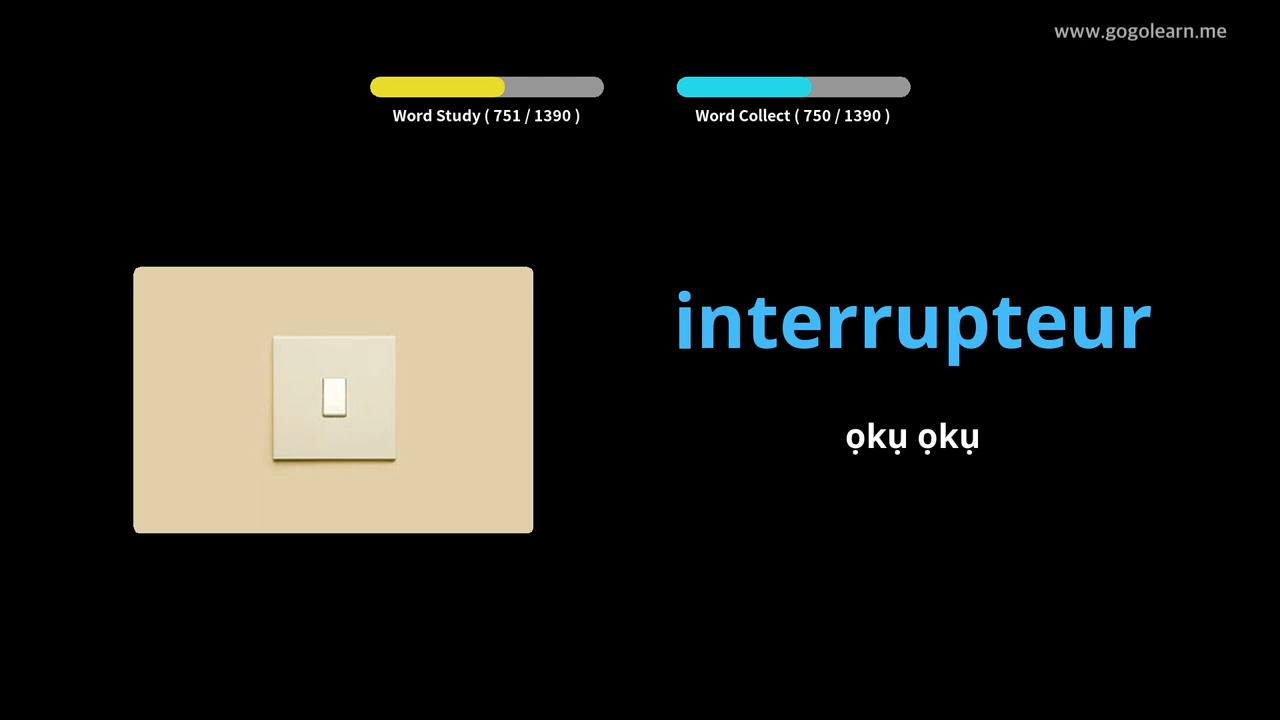 www.gogolearn.me
Word Study ( 751 / 1390 )
Word Collect ( 750 / 1390 )
interrupteur
ọkụ ọkụ